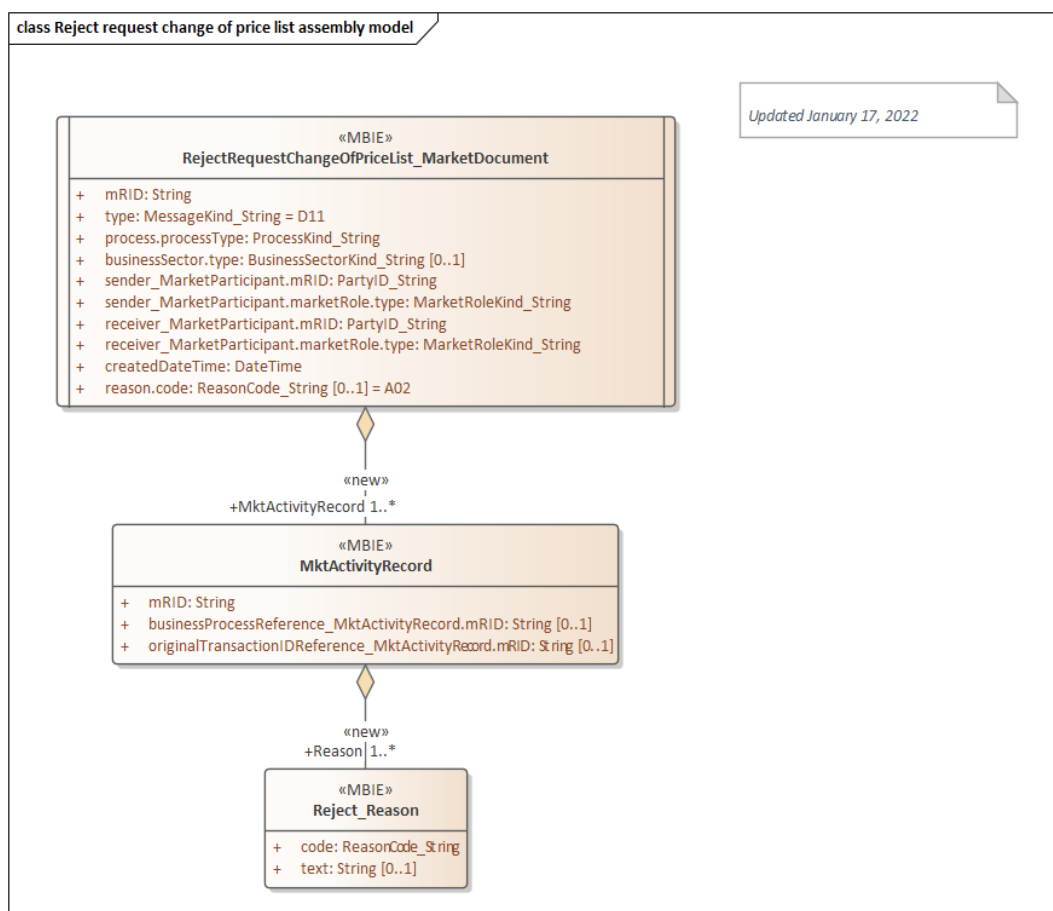 class Reject request change of price list assembly model
Updated January 17, 2022
«MBIE»
RejectRequestChangeOfPriceList_MarketDocument
+ mRID: String
+ type: MessageKind_String = D11
+ process.processType: ProcessKind_String
+ businessSector.type: BusinessSectorKind_String [0..1]
+ sender_MarketParticipant.mRID: PartyID_String
+ sender_MarketParticipant.marketRole.type: MarketRoleKind_String
+ receiver_MarketParticipant.mRID: PartyID_String
+ receiver_MarketParticipant.marketRole.type: MarketRoleKind_String
+ createdDateTime: DateTime
+ reason.code: ReasonCode_String [0..1] = A02
«new»
+MktActivityRecord 1..*
«MBIE»
MktActivityRecord
+ mRID: String
+ businessProcessReference_MktActivityRecord.mRID: String [0..1]
+ originalTransactionIDReference_MktActivityRecord.mRID: String [0..1]
«new»
+Reason 1..*
«MBIE»
Reject_Reason
+ code: ReasonCode_String
+ text: String [0..1]